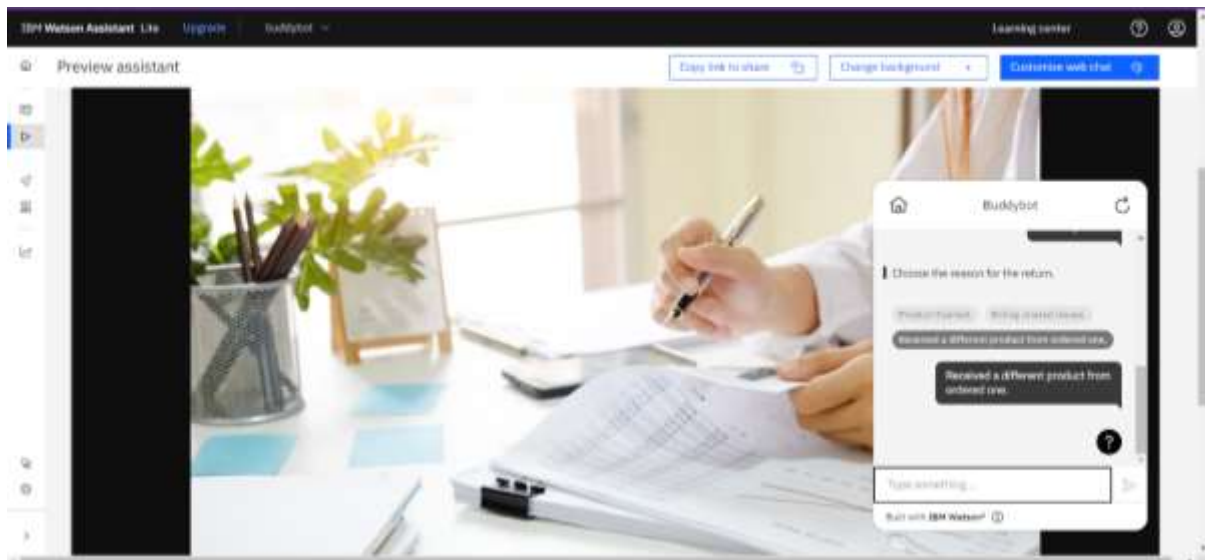 IBM Watson Assistant Lite Upgrade Buddybot Learning center
Preview assistant Copy link to share Change background Customize web chat
Buddybot
Choose the reason for the return.
Product
Received a different product from ordered one.
Received a different product from
ordered one.
?
Type something...
Built with IBM Watson®